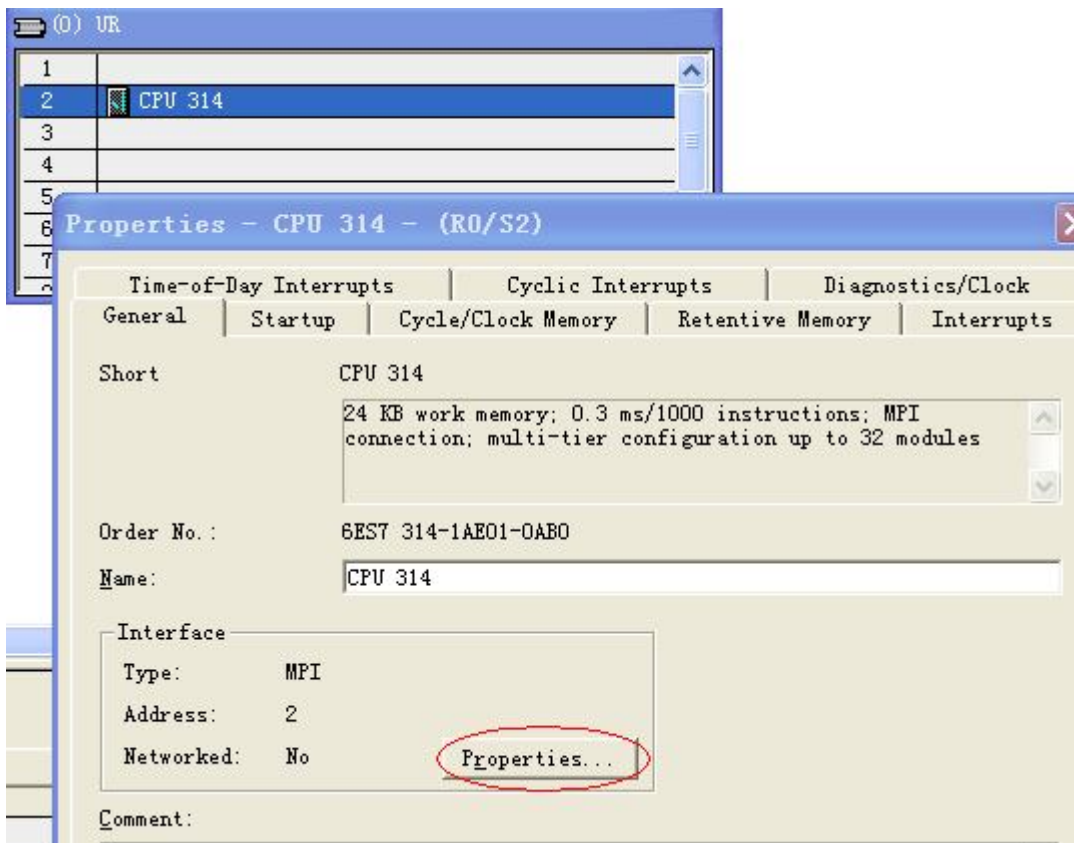 (0) UR
1
2 CPU 314
3
4
5
6
7
Properties - CPU 314 - (R0/S2)
Time-of-Day Interrupts Cyclic Interrupts Diagnostics/Clock
General Startup Cycle/Clock Memory Retentive Memory Interrupts
Short CPU 314
24 KB work memory; 0.3 ms/1000 instructions; MPI
connection; multi-tier configuration up to 32 modules
Order No.: 6ES7 314-1AE01-0AB0
Name: CPU 314
Interface
Type: MPI
Address: 2
Networked: No Properties...
Comment: